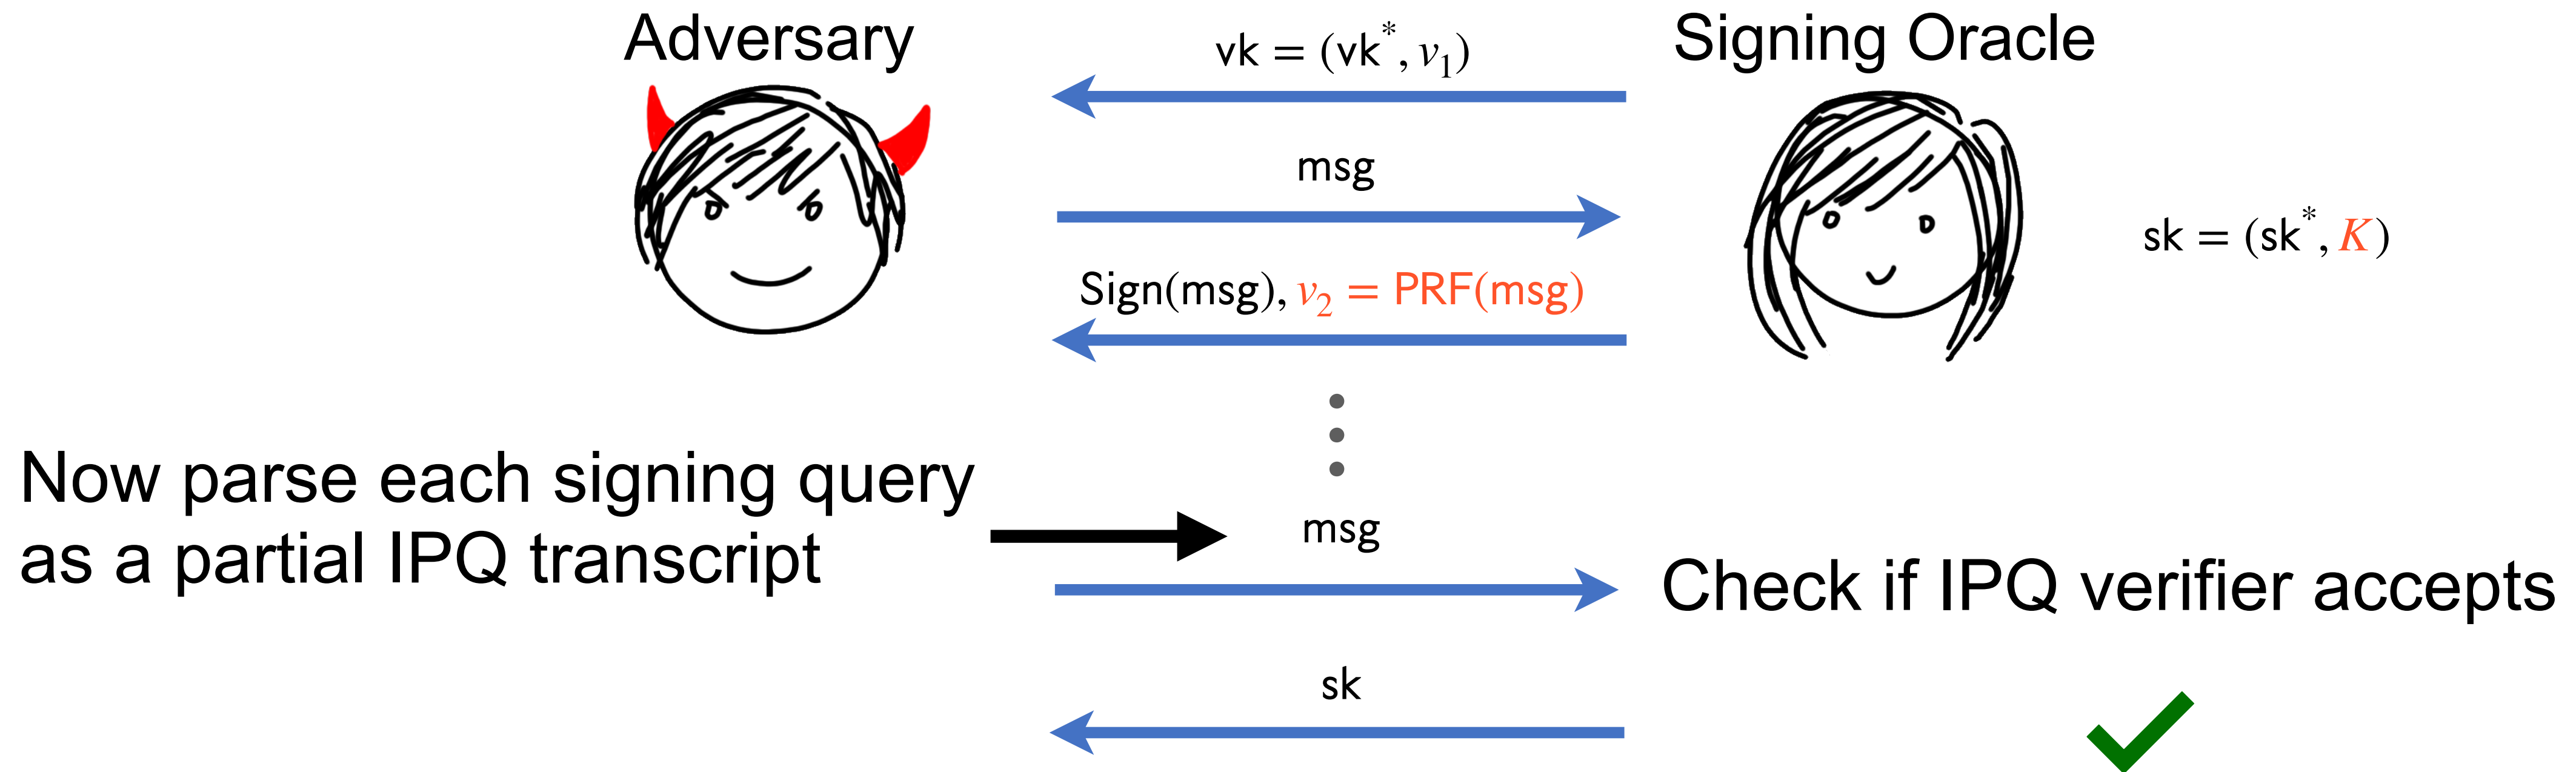 Adversary
vk = (vk*, v₁)
Signing Oracle
msg
sk = (sk*, K)
Sign(msg), v₂ = PRF(msg)
Now parse each signing query
as a partial IPQ transcript
msg
Check if IPQ verifier accepts
sk